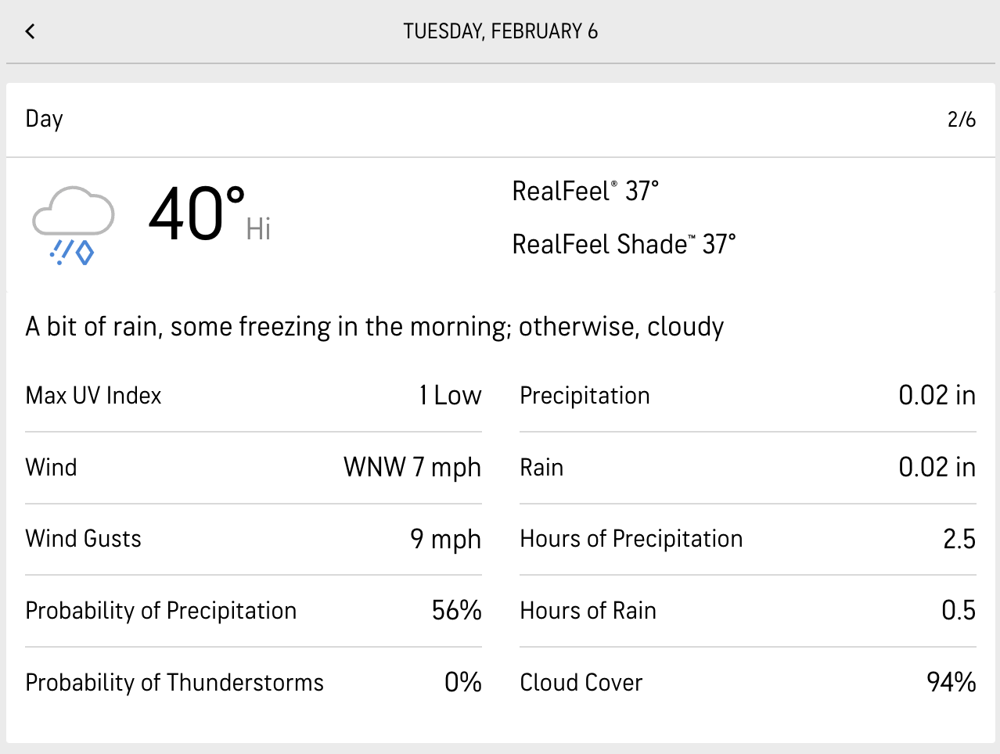 TUESDAY, FEBRUARY 6
Day 2/6
40° Hi
RealFeel® 37°
RealFeel Shade™ 37°
A bit of rain, some freezing in the morning; otherwise, cloudy
Max UV Index 1 Low
Wind WNW 7 mph
Wind Gusts 9 mph
Probability of Precipitation 56%
Probability of Thunderstorms 0%
Precipitation 0.02 in
Rain 0.02 in
Hours of Precipitation 2.5
Hours of Rain 0.5
Cloud Cover 94%